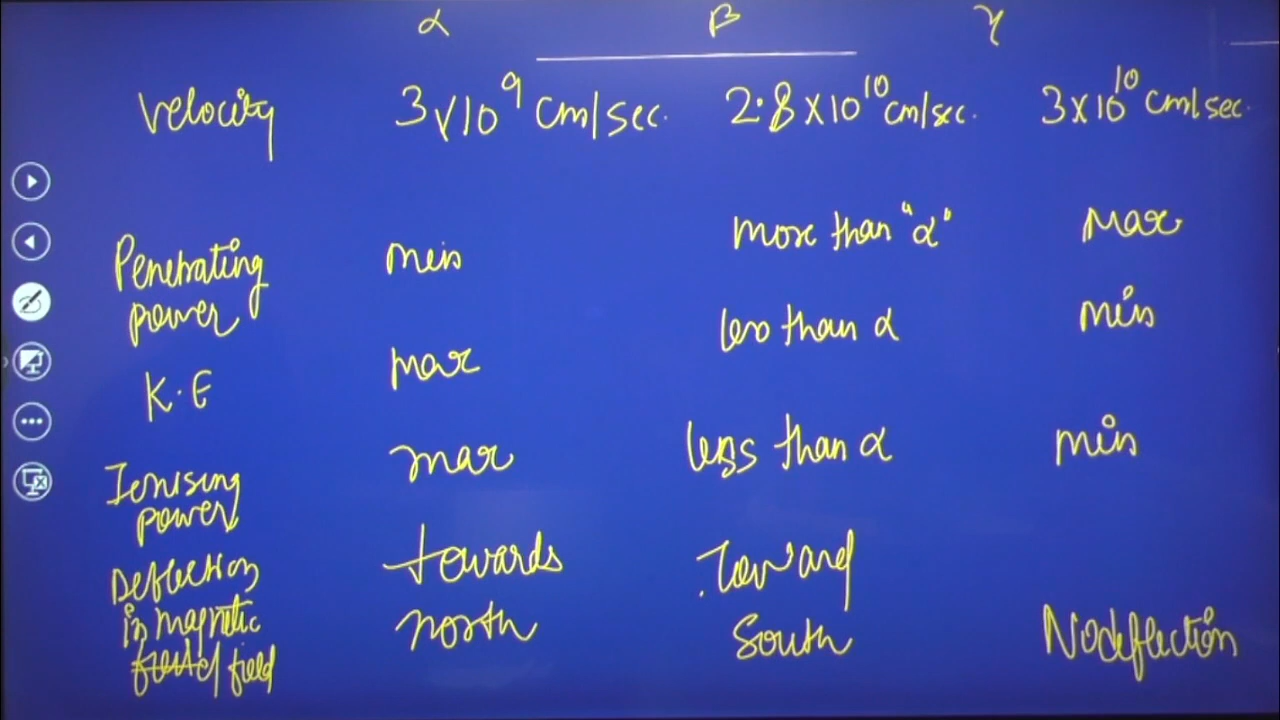 α β γ
Velocity 3×10⁹ cm/sec. 2.8×10¹⁰ cm/sec. 3×10¹⁰ cm/sec.
Penetrating power min more than "α" Max
K.E max less than α min
Ionising power max less than α min
Deflection in magnetic field towards north Toward South No deflection